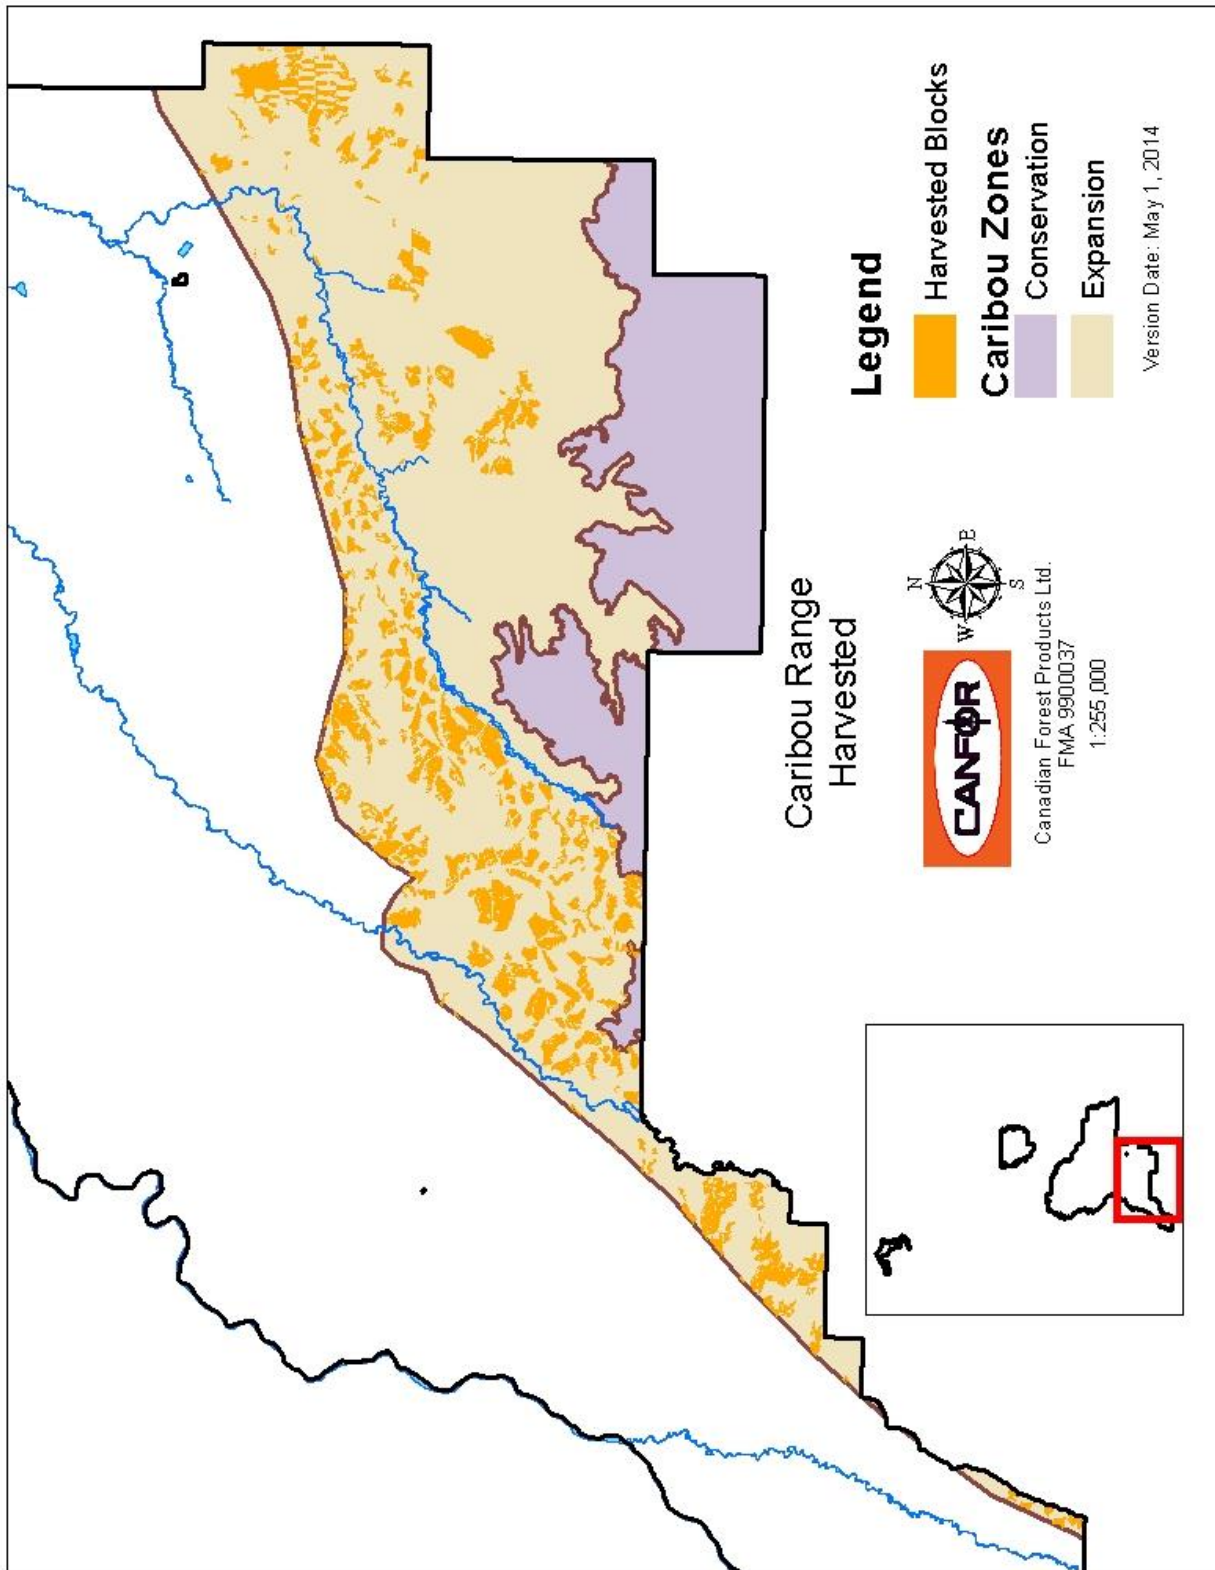 Legend
Harvested Blocks
Caribou Zones
Conservation
Expansion
Version Date: May 1, 2014
Caribou Range
Harvested
CANFOR
N
W
E
S
Canadian Forest Products Ltd.
FMA 9900037
1:255,000